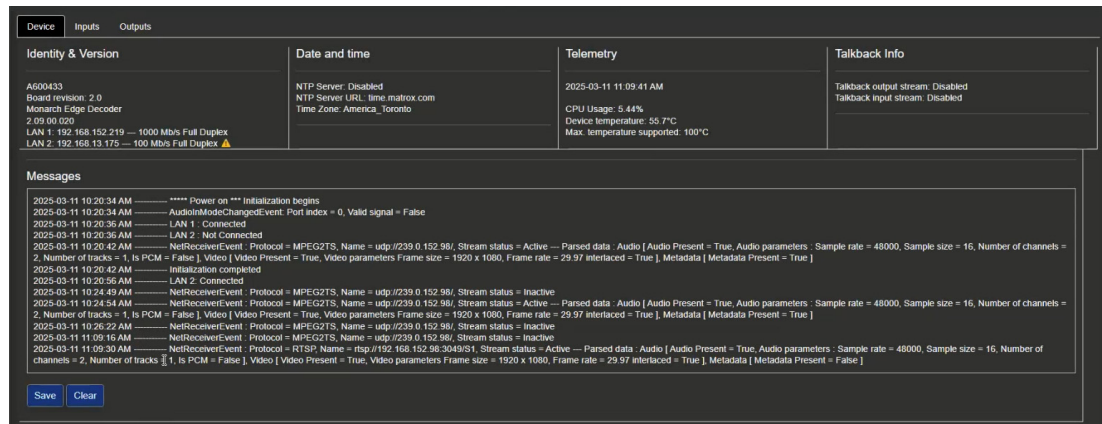 Device Inputs Outputs
Identity & Version
A600433
Board revision: 2.0
Monarch Edge Decoder
2.09.00.020
LAN 1: 192.168.152.219 — 1000 Mb/s Full Duplex
LAN 2: 192.168.13.175 — 100 Mb/s Full Duplex
Date and time
NTP Server: Disabled
NTP Server URL: time.matrox.com
Time Zone: America_Toronto
Telemetry
2025-03-11 11:09:41 AM
CPU Usage: 5.44%
Device temperature: 55.7°C
Max. temperature supported: 100°C
Talkback Info
Talkback output stream: Disabled
Talkback input stream: Disabled
Messages
2025-03-11 10:20:34 AM ----------- ***** Power on *** Initialization begins
2025-03-11 10:20:34 AM ----------- AudioInModeChangedEvent: Port index = 0, Valid signal = False
2025-03-11 10:20:36 AM ----------- LAN 1 : Connected
2025-03-11 10:20:36 AM ----------- LAN 2 : Not Connected
2025-03-11 10:20:42 AM ----------- NetReceiverEvent : Protocol = MPEG2TS, Name = udp://239.0.152.98/, Stream status = Active --- Parsed data : Audio [ Audio Present = True, Audio parameters : Sample rate = 48000, Sample size = 16, Number of channels =
2, Number of tracks = 1, Is PCM = False ], Video [ Video Present = True, Video parameters Frame size = 1920 x 1080, Frame rate = 29.97 interlaced = True ], Metadata [ Metadata Present = True ]
2025-03-11 10:20:42 AM ----------- Initialization completed
2025-03-11 10:20:56 AM ----------- LAN 2: Connected
2025-03-11 10:24:49 AM ----------- NetReceiverEvent : Protocol = MPEG2TS, Name = udp://239.0.152.98/, Stream status = Inactive
2025-03-11 10:24:54 AM ----------- NetReceiverEvent : Protocol = MPEG2TS, Name = udp://239.0.152.98/, Stream status = Active --- Parsed data : Audio [ Audio Present = True, Audio parameters : Sample rate = 48000, Sample size = 16, Number of channels =
2, Number of tracks = 1, Is PCM = False ], Video [ Video Present = True, Video parameters Frame size = 1920 x 1080, Frame rate = 29.97 interlaced = True ], Metadata [ Metadata Present = True ]
2025-03-11 10:26:22 AM ----------- NetReceiverEvent : Protocol = MPEG2TS, Name = udp://239.0.152.98/, Stream status = Inactive
2025-03-11 11:09:16 AM ----------- NetReceiverEvent : Protocol = MPEG2TS, Name = udp://239.0.152.98/, Stream status = Inactive
2025-03-11 11:09:30 AM ----------- NetReceiverEvent : Protocol = RTSP, Name = rtsp://192.168.152.98:3049/S1, Stream status = Active --- Parsed data : Audio [ Audio Present = True, Audio parameters : Sample rate = 48000, Sample size = 16, Number of
channels = 2, Number of tracks = 1, Is PCM = False ], Video [ Video Present = True, Video parameters Frame size = 1920 x 1080, Frame rate = 29.97 interlaced = True ], Metadata [ Metadata Present = False ]
Save Clear